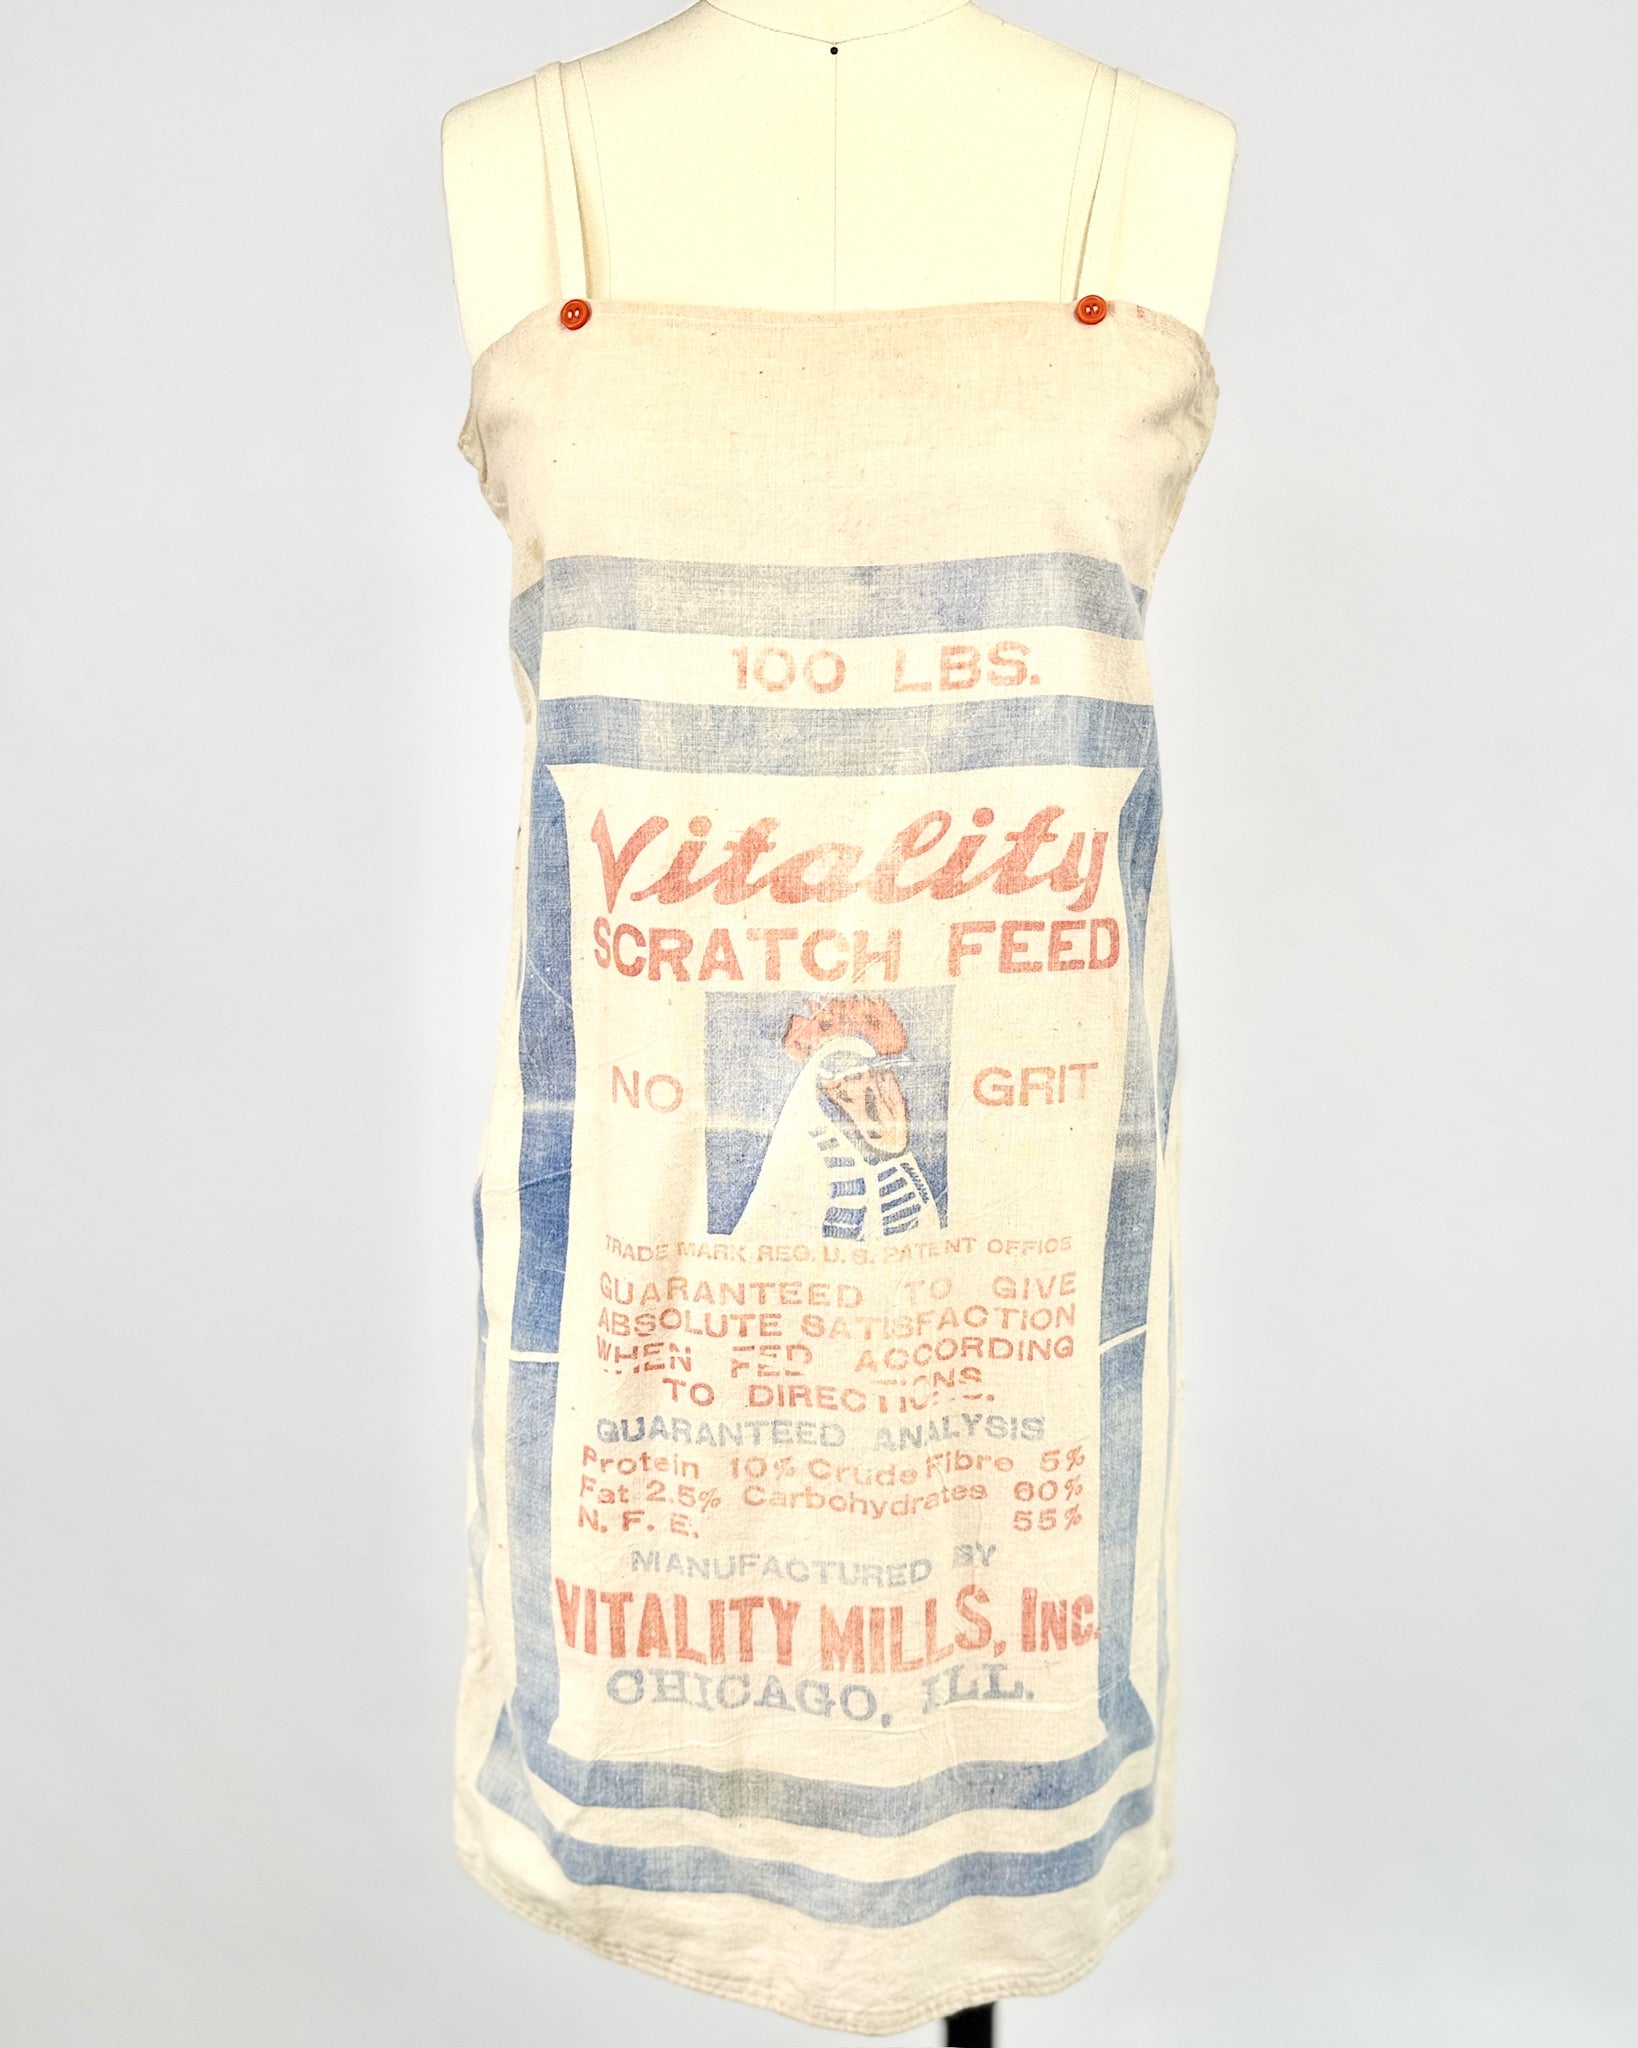 100 LBS.
Vitality
SCRATCH FEED
NO GRIT
TRADE MARK REG. U. S. PATENT OFFICE
GUARANTEED TO GIVE
ABSOLUTE SATISFACTION
WHEN FED ACCORDING
TO DIRECTIONS.
GUARANTEED ANALYSIS
Protein 10% Crude Fibre 5%
Fat 2.5% Carbohydrates 60%
N. F. E. 55%
MANUFACTURED BY
VITALITY MILLS, INC.
CHICAGO, ILL.